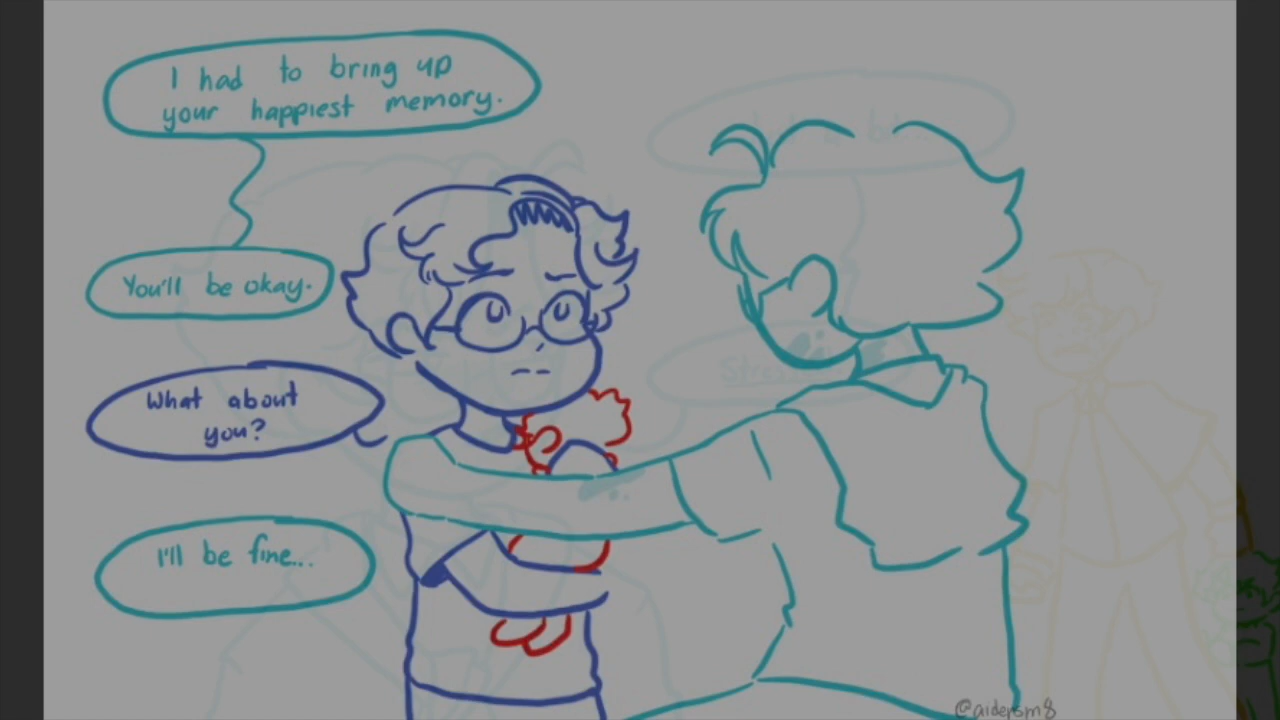 I had to bring up
your happiest memory.
You'll be okay.
What about
you?
I'll be fine...
@aidensm8